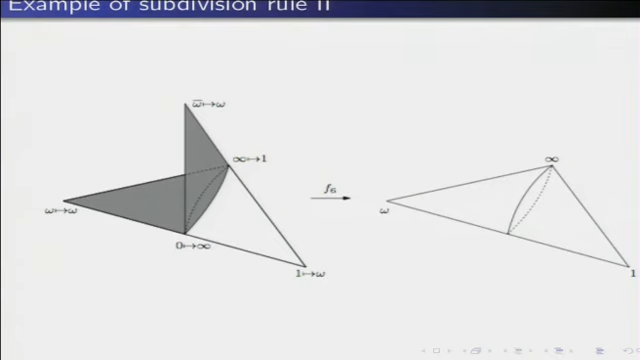 Example of subdivision rule II
ω̄↦ω
∞↦1
ω↦ω
0↦∞
1↦ω
f₆
∞
ω
1